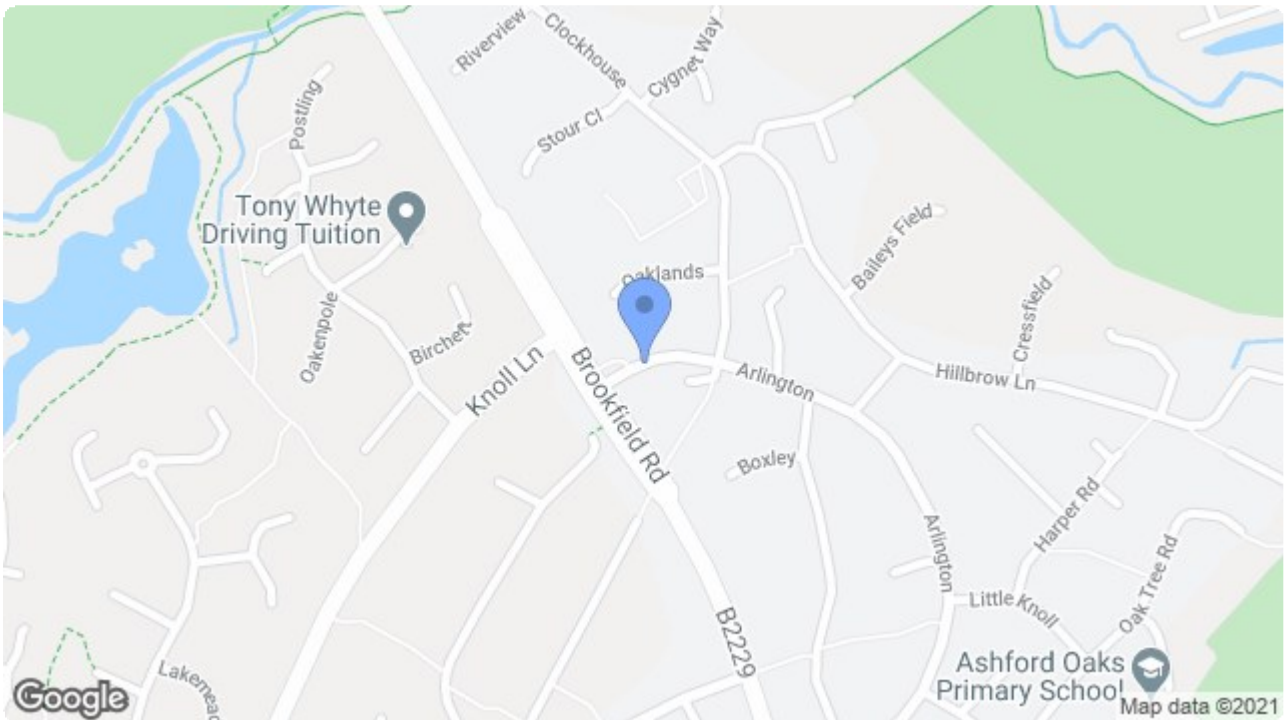 Riverview
Clockhouse
Cygnet Way
Postling
Stour Cl
Tony Whyte
Driving Tuition
Baileys Field
Oaklands
Cressfield
Oakenpole
Birchett
Knoll Ln
Brookfield Rd
Arlington
Hillbrow Ln
Boxley
Harper Rd
Arlington
Oak Tree Rd
Little Knoll
B2229
Ashford Oaks
Primary School
Google
Map data ©2021